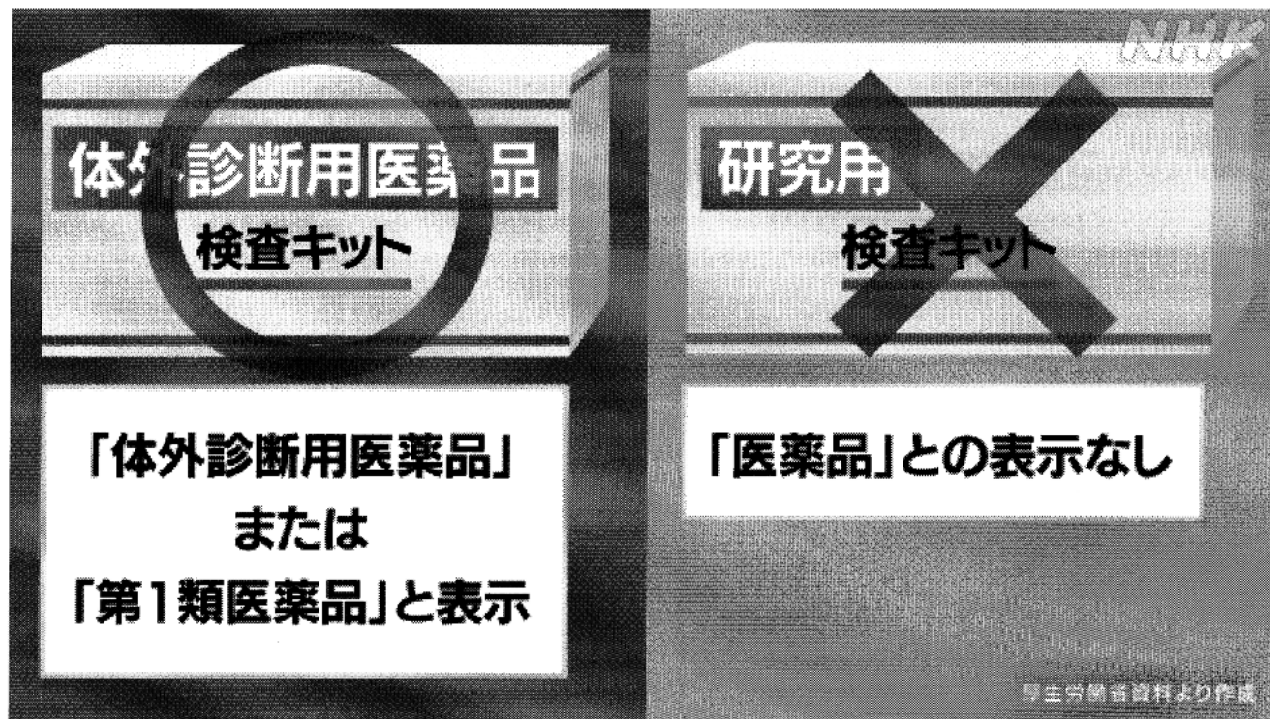 体外診断用医薬品
検査キット
「体外診断用医薬品」
または
「第1類医薬品」と表示
NHK
研究用
検査キット
「医薬品」との表示なし
厚生労働省資料より作成